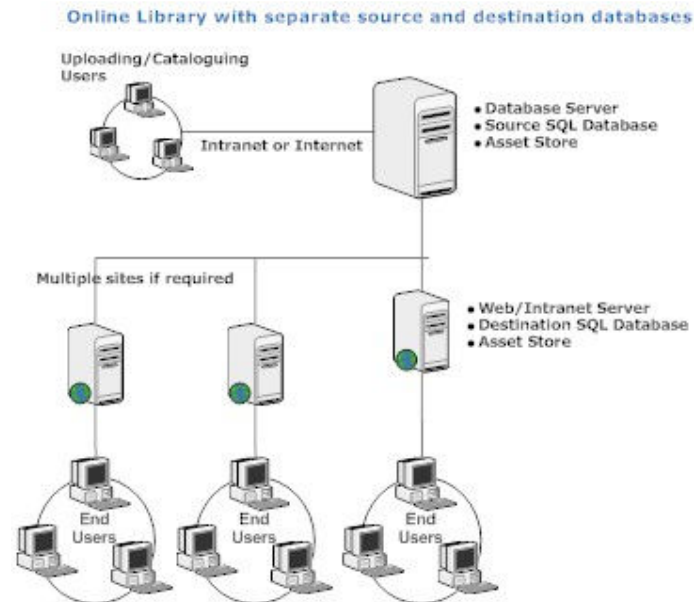 Online Library with separate source and destination databases
Uploading/Cataloguing
Users
Intranet or Internet
• Database Server
• Source SQL Database
• Asset Store
Multiple sites if required
• Web/Intranet Server
• Destination SQL Database
• Asset Store
End
Users
End
Users
End
Users